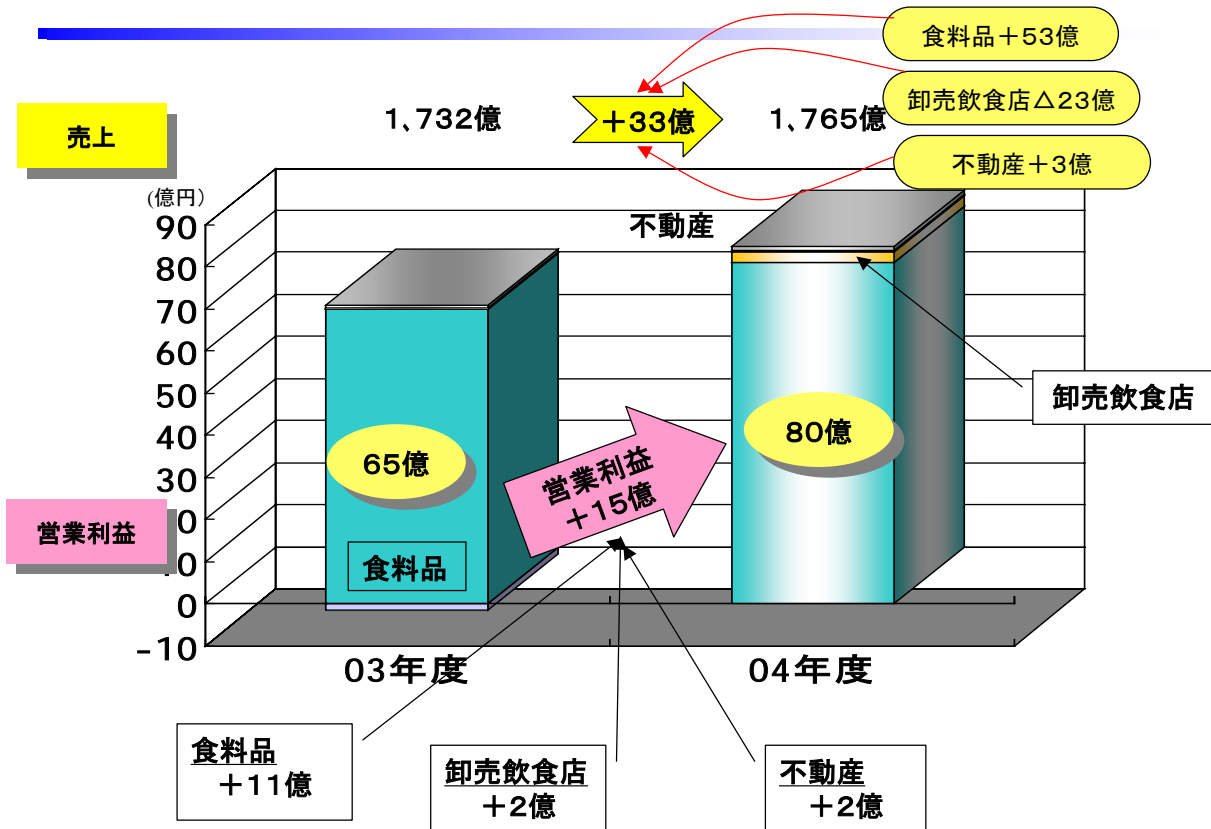 食料品+53億
卸売飲食店△23億
不動産+3億
売上
1、732億
+33億
1、765億
(億円)
90
80
70
60
50
40
30
0
0
0
-10
不動産
卸売飲食店
65億
80億
営業利益
+15億
営業利益
食料品
03年度
04年度
食料品
+11億
卸売飲食店
+2億
不動産
+2億